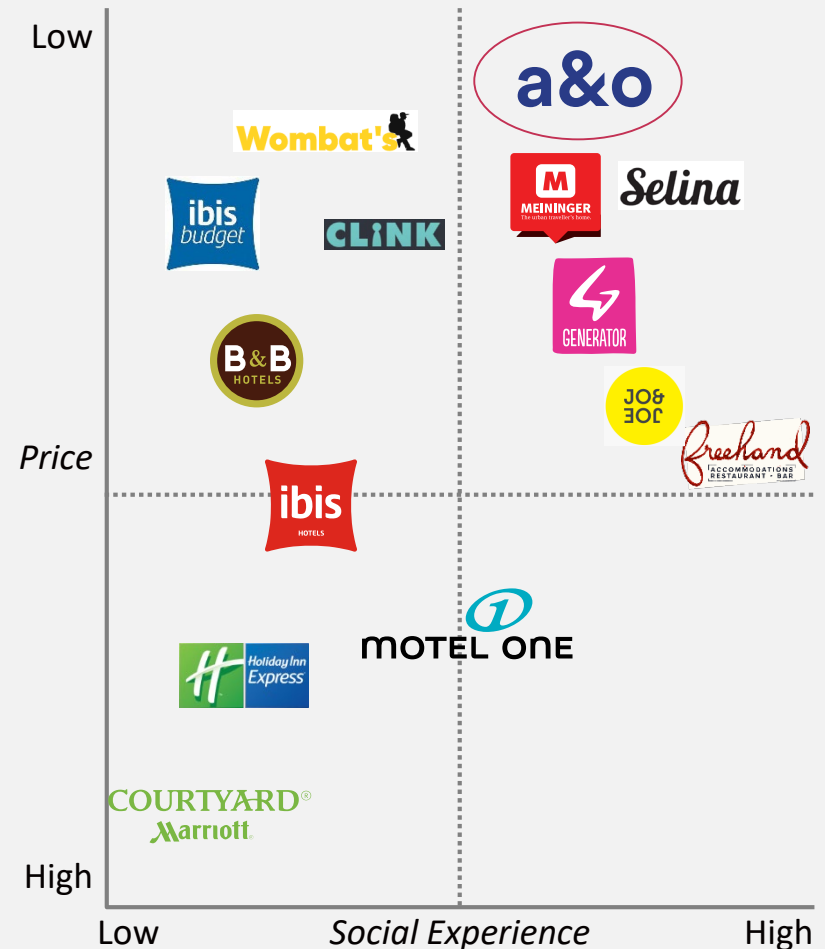 Low
a&o
Wombat's
M
MEININGER
The urban traveller's home.
Selina
ibis
budget
CLiNK
GENERATOR
B&B
HOTELS
JO&
JOE
freehand
ACCOMMODATIONS
RESTAURANT • BAR
Price
ibis
HOTELS
1
MOTEL ONE
H
Holiday Inn
Express
COURTYARD®
Marriott®
High
Low
Social Experience
High